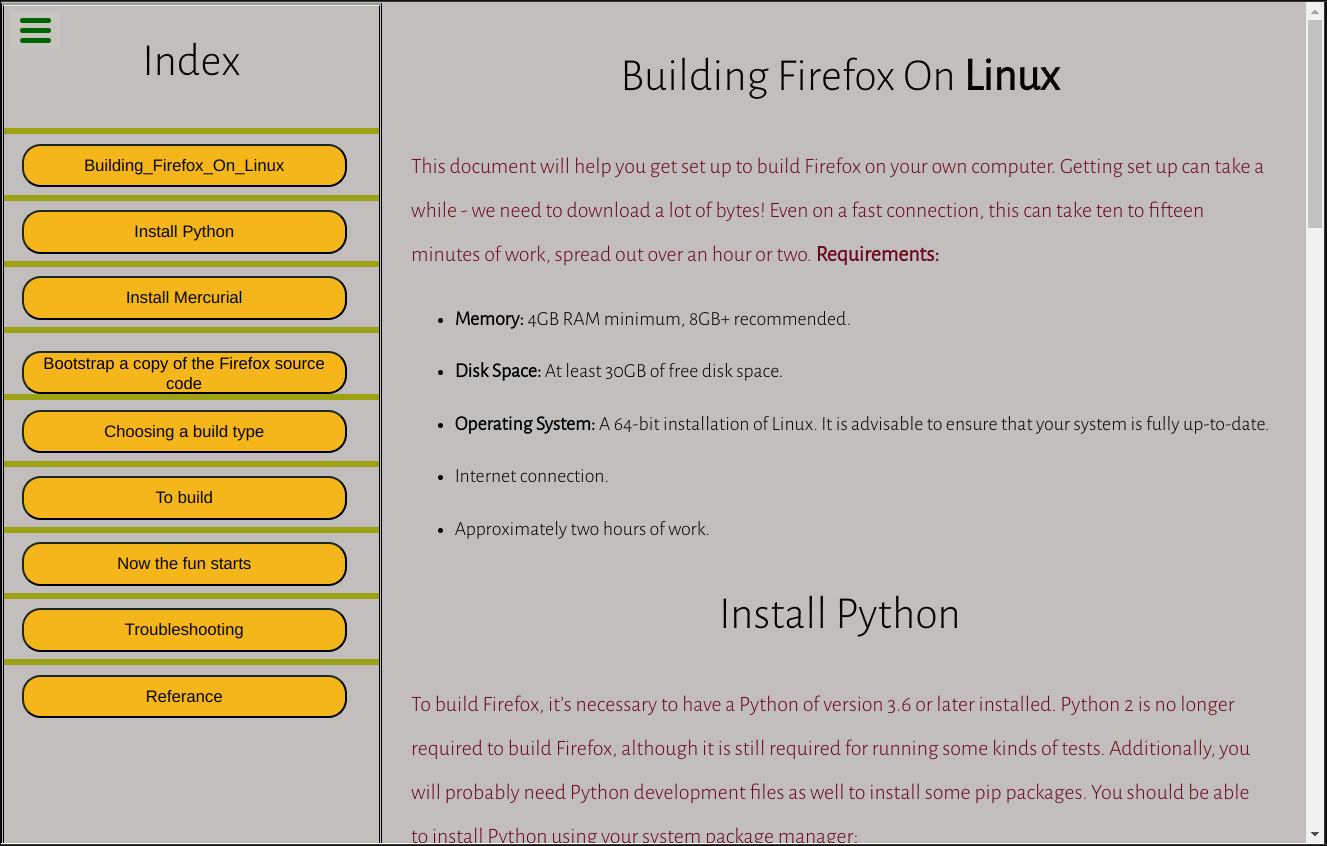 Index
Building_Firefox_On_Linux
Install Python
Install Mercurial
Bootstrap a copy of the Firefox source
code
Choosing a build type
To build
Now the fun starts
Troubleshooting
Referance
Building Firefox On Linux
This document will help you get set up to build Firefox on your own computer. Getting set up can take a
while - we need to download a lot of bytes! Even on a fast connection, this can take ten to fifteen
minutes of work, spread out over an hour or two. Requirements:
• Memory: 4GB RAM minimum, 8GB+ recommended.
• Disk Space: At least 30GB of free disk space.
• Operating System: A 64-bit installation of Linux. It is advisable to ensure that your system is fully up-to-date.
• Internet connection.
• Approximately two hours of work.
Install Python
To build Firefox, it’s necessary to have a Python of version 3.6 or later installed. Python 2 is no longer
required to build Firefox, although it is still required for running some kinds of tests. Additionally, you
will probably need Python development files as well to install some pip packages. You should be able
to install Python using your system package manager: